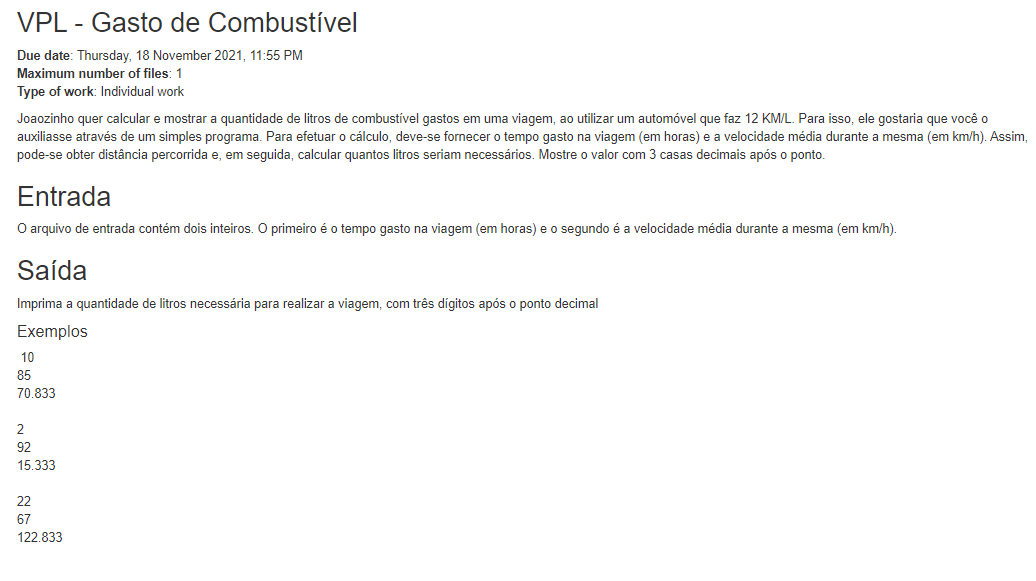 VPL - Gasto de Combustível
Due date: Thursday, 18 November 2021, 11:55 PM
Maximum number of files: 1
Type of work: Individual work
Joaozinho quer calcular e mostrar a quantidade de litros de combustível gastos em uma viagem, ao utilizar um automóvel que faz 12 KM/L. Para isso, ele gostaria que você o
auxiliasse através de um simples programa. Para efetuar o cálculo, deve-se fornecer o tempo gasto na viagem (em horas) e a velocidade média durante a mesma (em km/h). Assim,
pode-se obter distância percorrida e, em seguida, calcular quantos litros seriam necessários. Mostre o valor com 3 casas decimais após o ponto.
Entrada
O arquivo de entrada contém dois inteiros. O primeiro é o tempo gasto na viagem (em horas) e o segundo é a velocidade média durante a mesma (em km/h).
Saída
Imprima a quantidade de litros necessária para realizar a viagem, com três dígitos após o ponto decimal
Exemplos
10
85
70.833
2
92
15.333
22
67
122.833